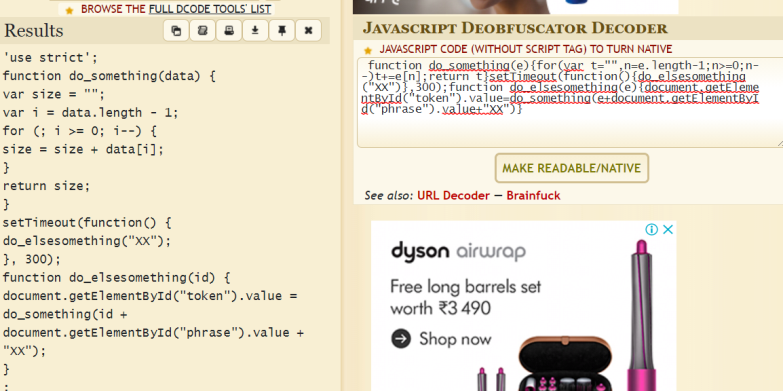 BROWSE THE FULL DCODE TOOLS' LIST
Results
'use strict';
function do_something(data) {
var size = "";
var i = data.length - 1;
for (; i >= 0; i--) {
size = size + data[i];
}
return size;
}
setTimeout(function() {
do_elsesomething("XX");
}, 300);
function do_elsesomething(id) {
document.getElementById("token").value =
do_something(id +
document.getElementById("phrase").value +
"XX");
}
;
JAVASCRIPT DEOBFUSCATOR DECODER
JAVASCRIPT CODE (WITHOUT SCRIPT TAG) TO TURN NATIVE
function do_something(e){for(var t="",n=e.length-1;n>=0;n-
-)t+=e[n];return t}setTimeout(function(){do_elsesomething
("XX")},300);function do_elsesomething(e){document.getEleme
ntById("token").value=do_something(e+document.getElementByI
d("phrase").value+"XX")}
MAKE READABLE/NATIVE
See also: URL Decoder — Brainfuck
dyson airwrap
Free long barrels set
worth ₹3 490
Shop now